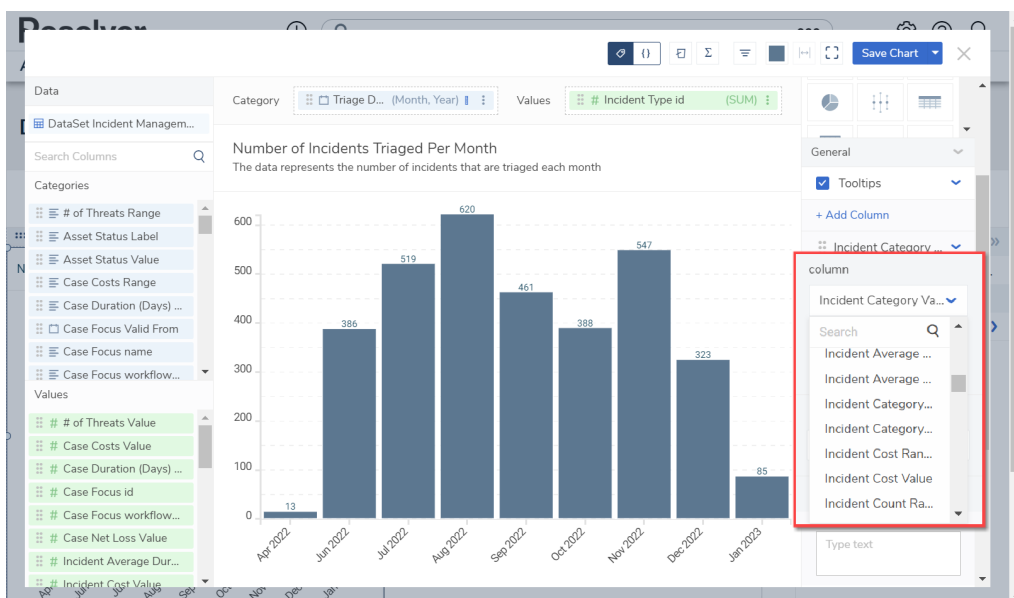 Resolver
{ }
Σ
Save Chart
Data
DataSet Incident Managem...
Search Columns
Categories
# of Threats Range
Asset Status Label
Asset Status Value
Case Costs Range
Case Duration (Days) ...
Case Focus Valid From
Case Focus name
Case Focus workflow...
Values
# # of Threats Value
# Case Costs Value
# Case Duration (Days) ...
# Case Focus id
# Case Focus workflow...
# Case Net Loss Value
# Incident Average Dur...
# Incident Cost Value
Category
Triage D... (Month, Year)
Values
# Incident Type id (SUM)
Number of Incidents Triaged Per Month
The data represents the number of incidents that are triaged each month
600
500
400
300
200
100
0
13
386
519
620
461
388
547
323
85
Apr 2022
Jun 2022
Jul 2022
Aug 2022
Sep 2022
Oct 2022
Nov 2022
Dec 2022
Jan 2023
General
Tooltips
+ Add Column
Incident Category ...
column
Incident Category Va...
Search
Incident Average ...
Incident Average ...
Incident Category...
Incident Category...
Incident Cost Ran...
Incident Cost Value
Incident Count Ra...
Type text